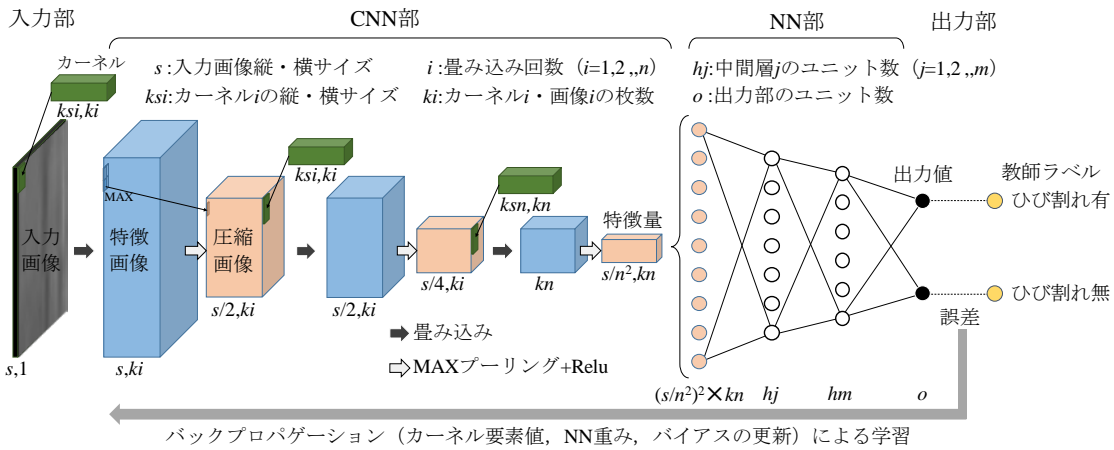 入力部
CNN部
NN部
出力部
カーネル
s :入力画像縦・横サイズ
i :畳み込み回数（i=1,2 ,,n）
ksi:カーネルiの縦・横サイズ
ki:カーネルi・画像iの枚数
hj:中間層jのユニット数（j=1,2 ,,m）
o :出力部のユニット数
ksi,ki
ksi,ki
ksn,kn
MAX
入力
画像
特徴
画像
圧縮
画像
特徴量
出力値
教師ラベル
ひび割れ有
ひび割れ無
誤差
s,1
s,ki
s/2,ki
s/2,ki
s/4,ki
kn
s/n²,kn
畳み込み
MAXプーリング+Relu
(s/n²)²×kn
hj
hm
o
バックプロパゲーション（カーネル要素値，NN重み，バイアスの更新）による学習